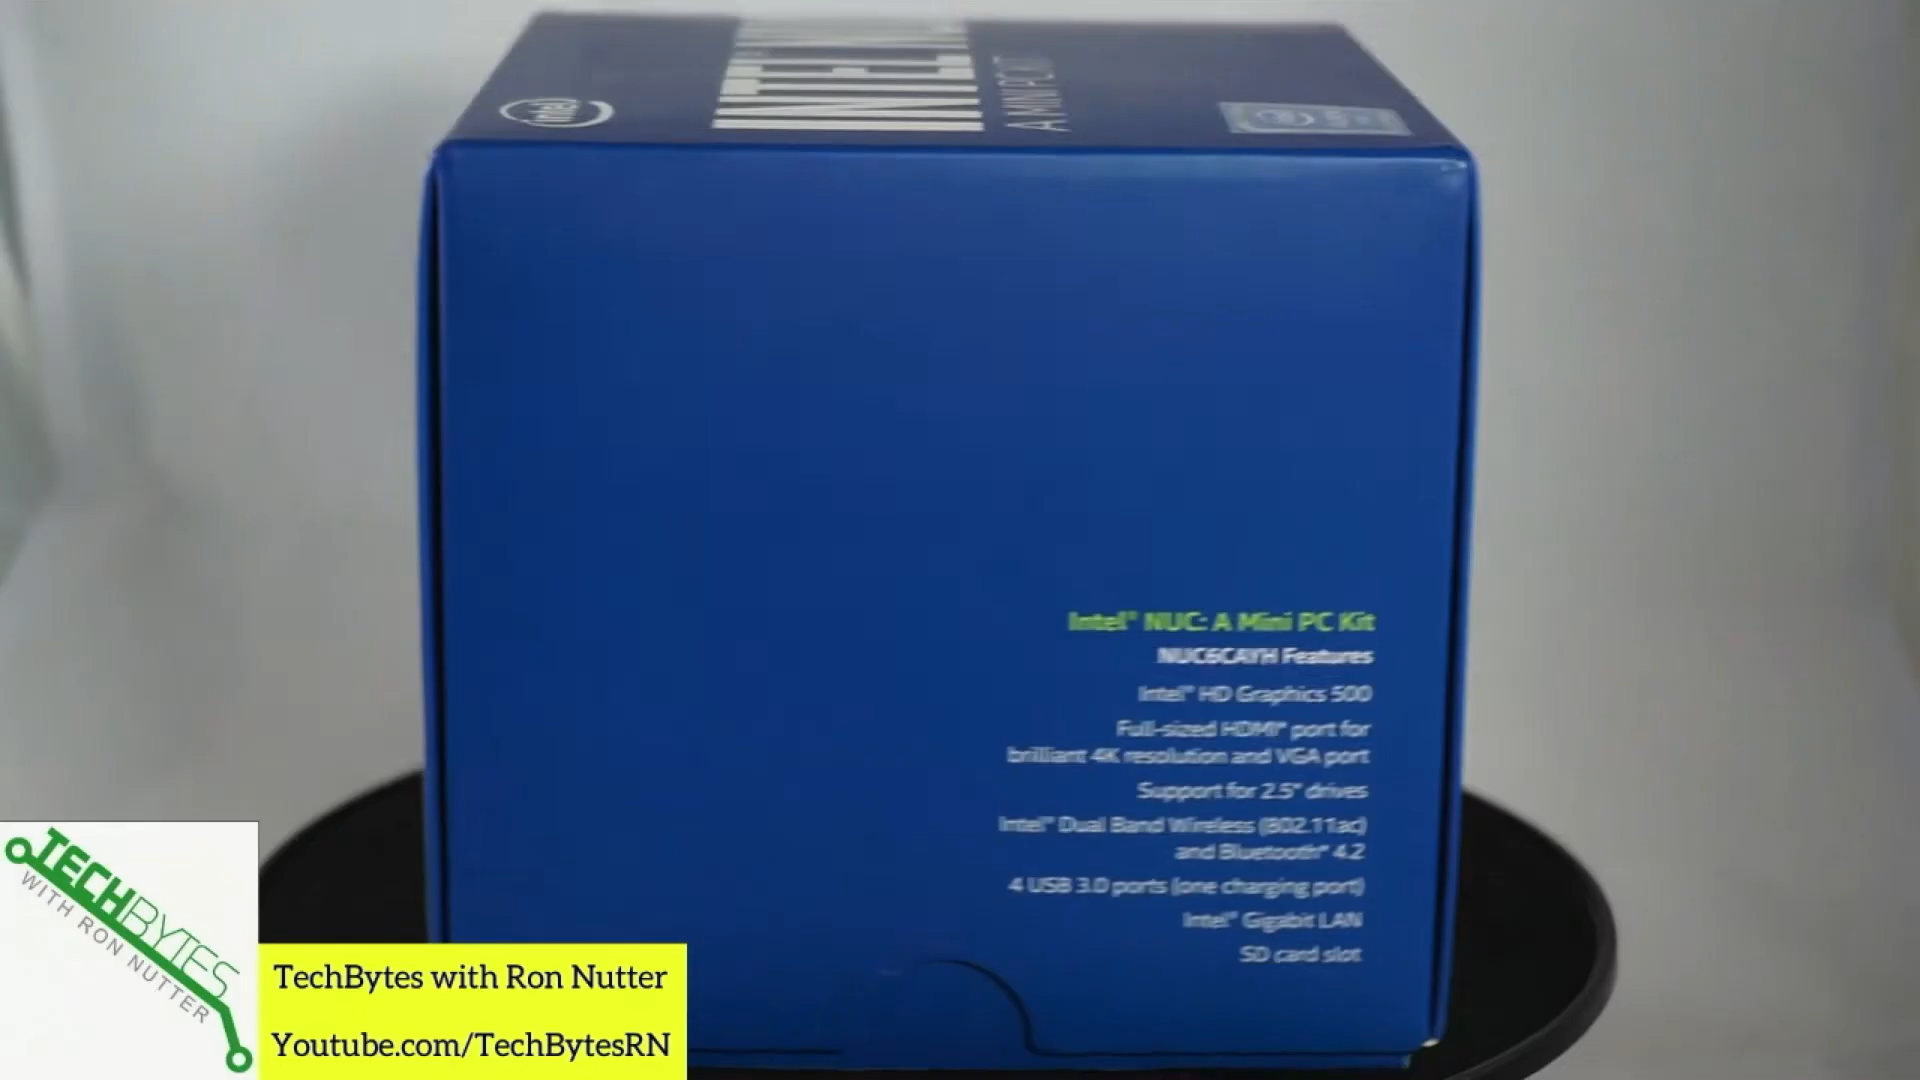 intel
INTEL
A MINI PC KIT
Intel® NUC: A Mini PC Kit
NUC6CAYH Features
Intel® HD Graphics 500
Full-sized HDMI* port for
brilliant 4K resolution and VGA port
Support for 2.5" drives
Intel® Dual Band Wireless (802.11ac)
and Bluetooth* 4.2
4 USB 3.0 ports (one charging port)
Intel® Gigabit LAN
SD card slot
TECHBYTES
WITH RON NUTTER
TechBytes with Ron Nutter
Youtube.com/TechBytesRN